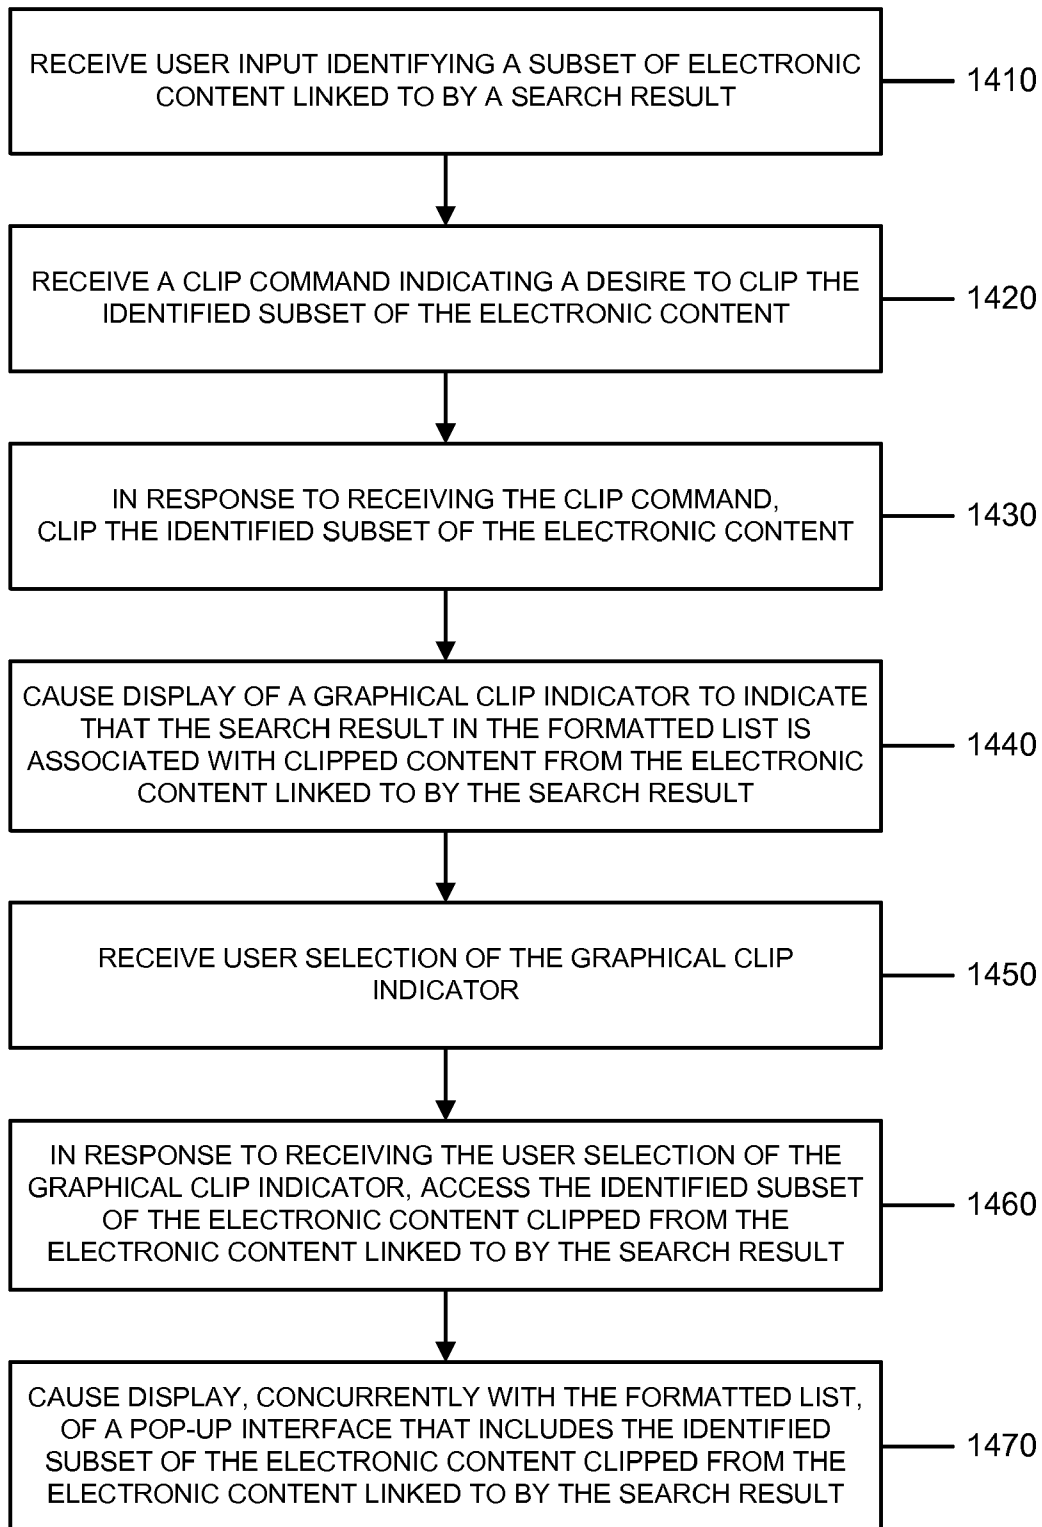 RECEIVE USER INPUT IDENTIFYING A SUBSET OF ELECTRONIC
CONTENT LINKED TO BY A SEARCH RESULT
1410
RECEIVE A CLIP COMMAND INDICATING A DESIRE TO CLIP THE
IDENTIFIED SUBSET OF THE ELECTRONIC CONTENT
1420
IN RESPONSE TO RECEIVING THE CLIP COMMAND,
CLIP THE IDENTIFIED SUBSET OF THE ELECTRONIC CONTENT
1430
CAUSE DISPLAY OF A GRAPHICAL CLIP INDICATOR TO INDICATE
THAT THE SEARCH RESULT IN THE FORMATTED LIST IS
ASSOCIATED WITH CLIPPED CONTENT FROM THE ELECTRONIC
CONTENT LINKED TO BY THE SEARCH RESULT
1440
RECEIVE USER SELECTION OF THE GRAPHICAL CLIP
INDICATOR
1450
IN RESPONSE TO RECEIVING THE USER SELECTION OF THE
GRAPHICAL CLIP INDICATOR, ACCESS THE IDENTIFIED SUBSET
OF THE ELECTRONIC CONTENT CLIPPED FROM THE
ELECTRONIC CONTENT LINKED TO BY THE SEARCH RESULT
1460
CAUSE DISPLAY, CONCURRENTLY WITH THE FORMATTED LIST,
OF A POP-UP INTERFACE THAT INCLUDES THE IDENTIFIED
SUBSET OF THE ELECTRONIC CONTENT CLIPPED FROM THE
ELECTRONIC CONTENT LINKED TO BY THE SEARCH RESULT
1470